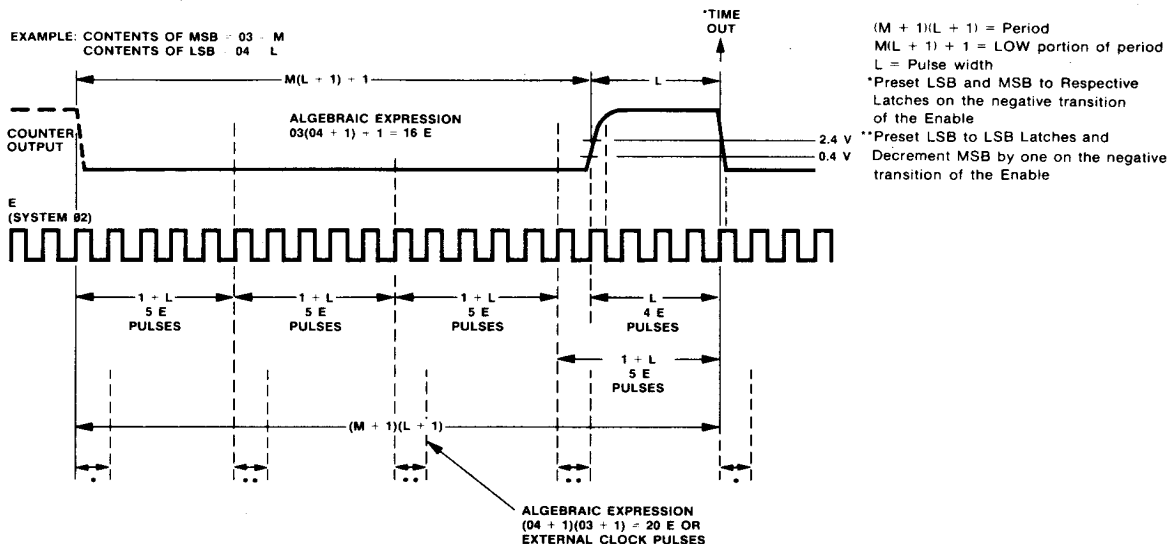 EXAMPLE: CONTENTS OF MSB = 03 = M
CONTENTS OF LSB = 04 = L
*TIME
OUT
(M + 1)(L + 1) = Period
M(L + 1) + 1 = LOW portion of period
L = Pulse width
*Preset LSB and MSB to Respective
Latches on the negative transition
of the Enable
**Preset LSB to LSB Latches and
Decrement MSB by one on the negative
transition of the Enable
M(L + 1) + 1
L
COUNTER
OUTPUT
ALGEBRAIC EXPRESSION
03(04 + 1) + 1 = 16 E
2.4 V
0.4 V
E
(SYSTEM ø2)
1 + L
5 E
PULSES
1 + L
5 E
PULSES
1 + L
5 E
PULSES
L
4 E
PULSES
1 + L
5 E
PULSES
(M + 1)(L + 1)
*
**
**
**
*
ALGEBRAIC EXPRESSION
(04 + 1)(03 + 1) = 20 E OR
EXTERNAL CLOCK PULSES